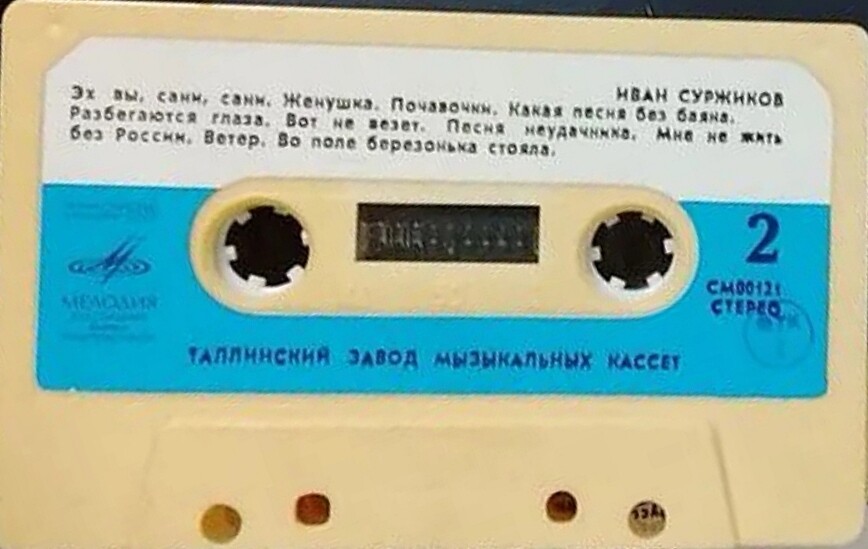 ИВАН СУРЖИКОВ
Эх вы, сани, сани. Женушка. Почавочки. Какая песня без баяна.
Разбегаются глаза. Вот не везет. Песня неудачника. Мне не жить
без России. Ветер. Во поле березонька стояла.
2
СМ00121
СТЕРЕО
МЕЛОДИЯ
ТАЛЛИНСКИЙ ЗАВОД МУЗЫКАЛЬНЫХ КАССЕТ